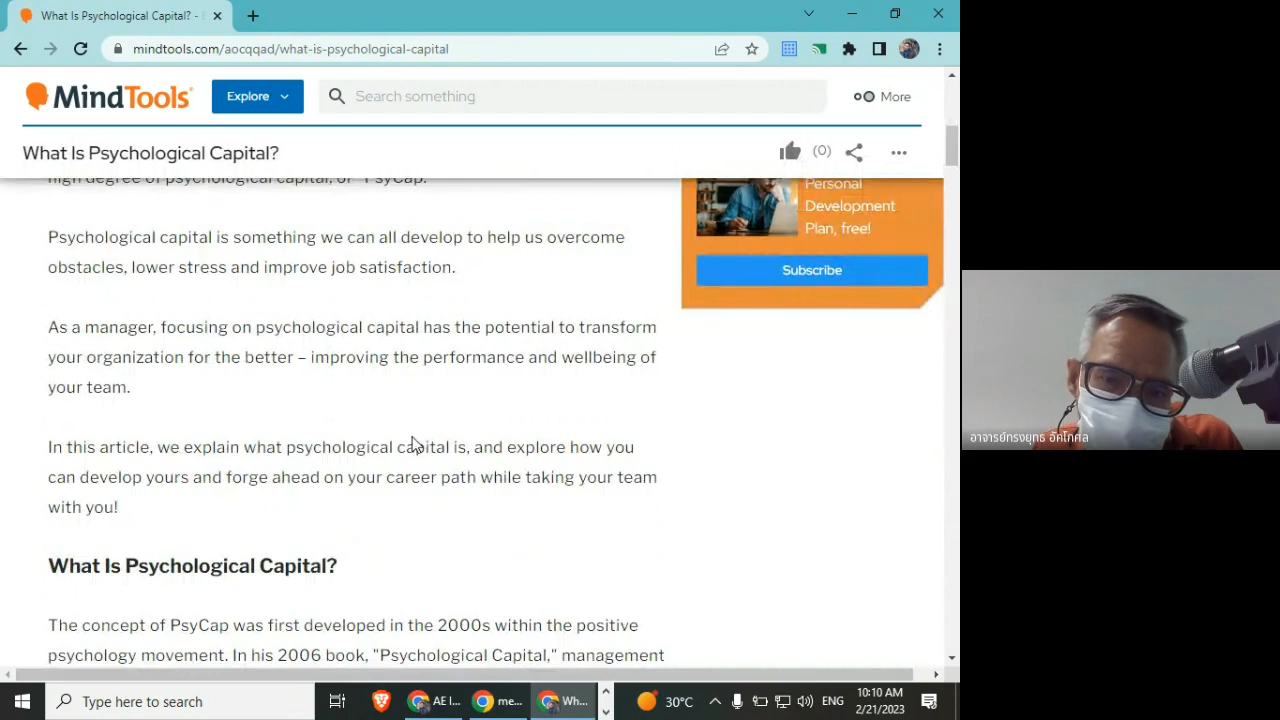 What Is Psychological Capital? -
mindtools.com/aocqqad/what-is-psychological-capital
MindTools
Explore
Search something
More
What Is Psychological Capital?
(0)
high degree of psychological capital, or "PsyCap."
Psychological capital is something we can all develop to help us overcome
obstacles, lower stress and improve job satisfaction.
As a manager, focusing on psychological capital has the potential to transform
your organization for the better – improving the performance and wellbeing of
your team.
In this article, we explain what psychological capital is, and explore how you
can develop yours and forge ahead on your career path while taking your team
with you!
What Is Psychological Capital?
The concept of PsyCap was first developed in the 2000s within the positive
psychology movement. In his 2006 book, "Psychological Capital," management
Personal
Development
Plan, free!
Subscribe
อาจารย์ทรงยุทธ อัคโกศล
Type here to search
AE I...
me...
Wh...
30°C
ENG
10:10 AM
2/21/2023